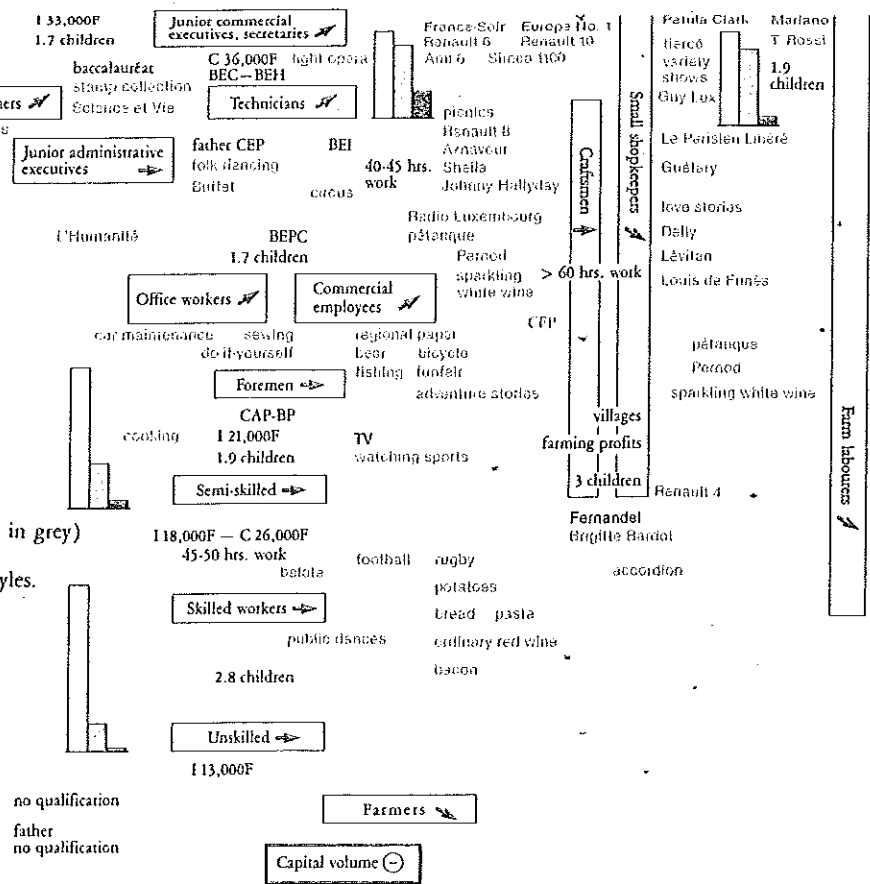 I 33,000F
1.7 children
Junior commercial
executives, secretaries
France-Soir Europe No. 1
Renault 6 Renault 10
Ami 6 Simca 1100
Petula Clark Mariano
tiercé T. Rossi
variety
shows
Guy Lux
1.9
children
baccalauréat
stamp collection
Science et Vie
C 36,000F light opera
BEC – BEH
Technicians
ners
s
picnics
Renault 8
Aznavour
Sheila
Johnny Hallyday
Small shopkeepers
Craftsmen
Le Parisien Libéré
Guétary
Junior administrative
executives
father CEP BEI
folk dancing
Buffet
circus
40-45 hrs.
work
love stories
Dally
Lévitan
Louis de Funès
Radio Luxembourg
pétanque
L'Humanité
BEPC
1.7 children
Pernod
sparkling
white wine
> 60 hrs. work
Office workers
Commercial
employees
CEP
car maintenance sewing
do it-yourself
regional paper
beer bicycle
fishing funfair
adventure stories
pétanque
Pernod
sparkling white wine
Foremen
CAP-BP
cooking
I 21,000F
1.9 children
TV
watching sports
villages
farming profits
3 children
Farm labourers
Semi-skilled
Renault 4
in grey)
I 18,000F — C 26,000F
45-50 hrs. work
Fernandel
Brigitte Bardot
belote
football rugby
accordion
yles.
potatoes
Skilled workers
bread pasta
public dances
ordinary red wine
bacon
2.8 children
Unskilled
I 13,000F
no qualification
Farmers
father
no qualification
Capital volume −